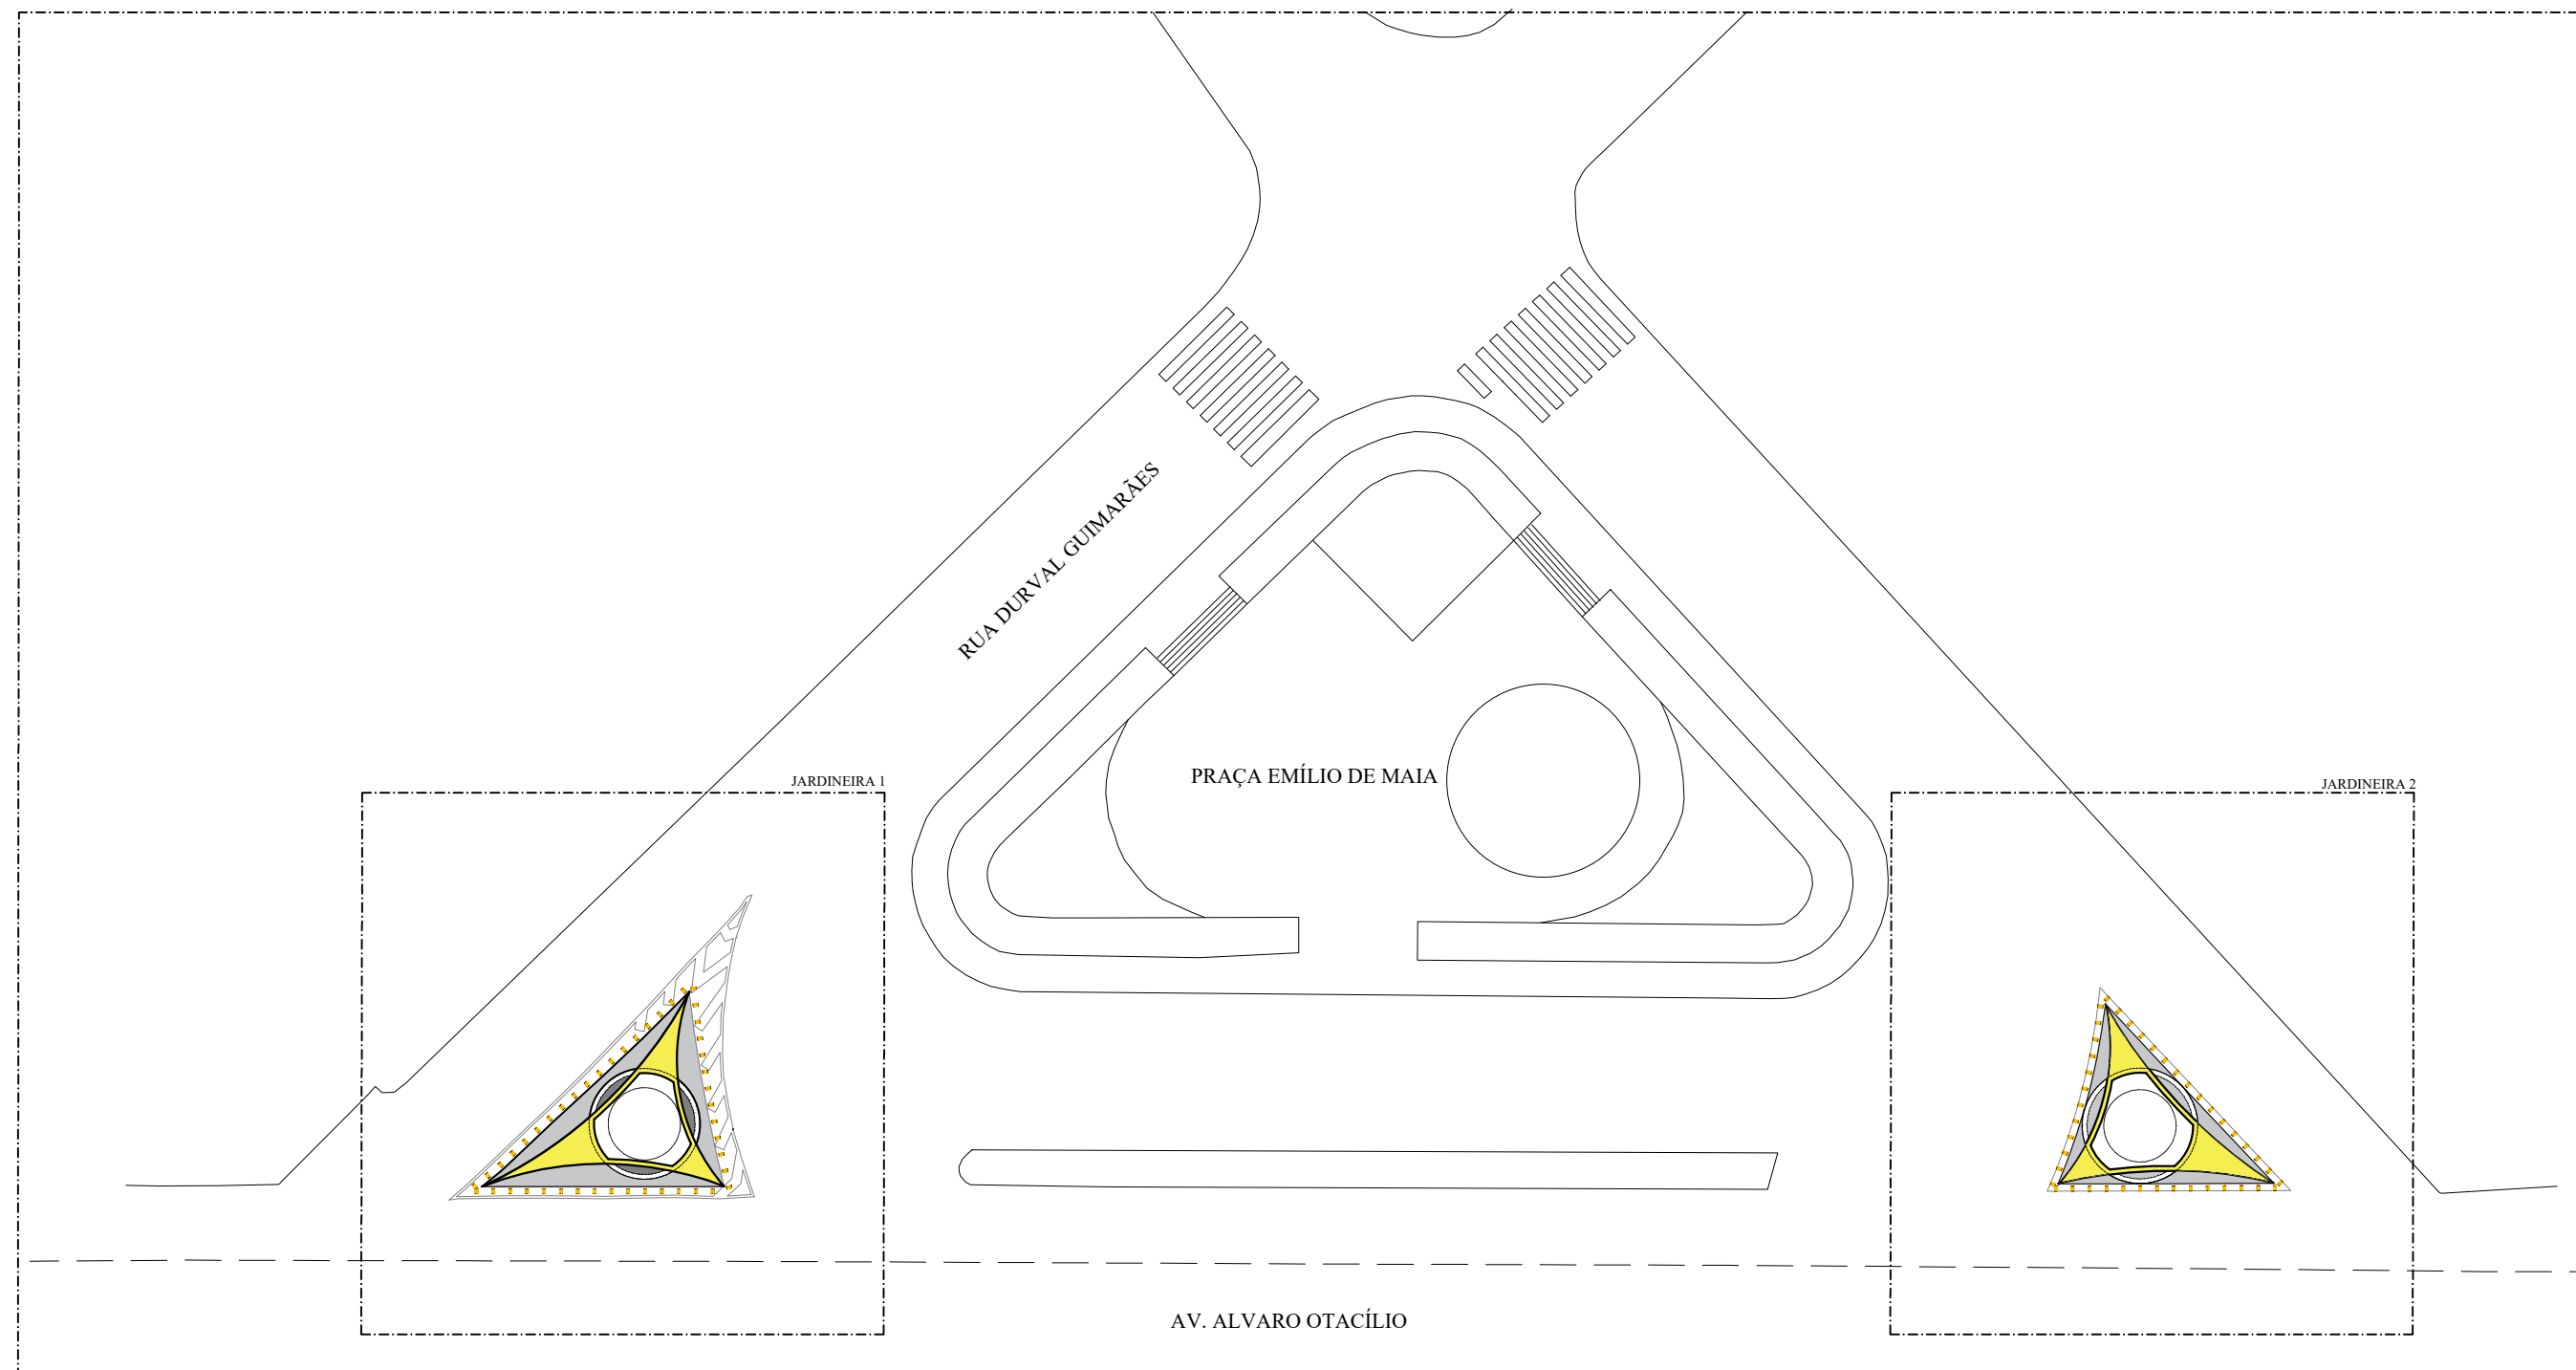 RUA DURVAL GUIMARÃES
PRAÇA EMÍLIO DE MAIA
JARDINEIRA 1
JARDINEIRA 2
AV. ALVARO OTACÍLIO